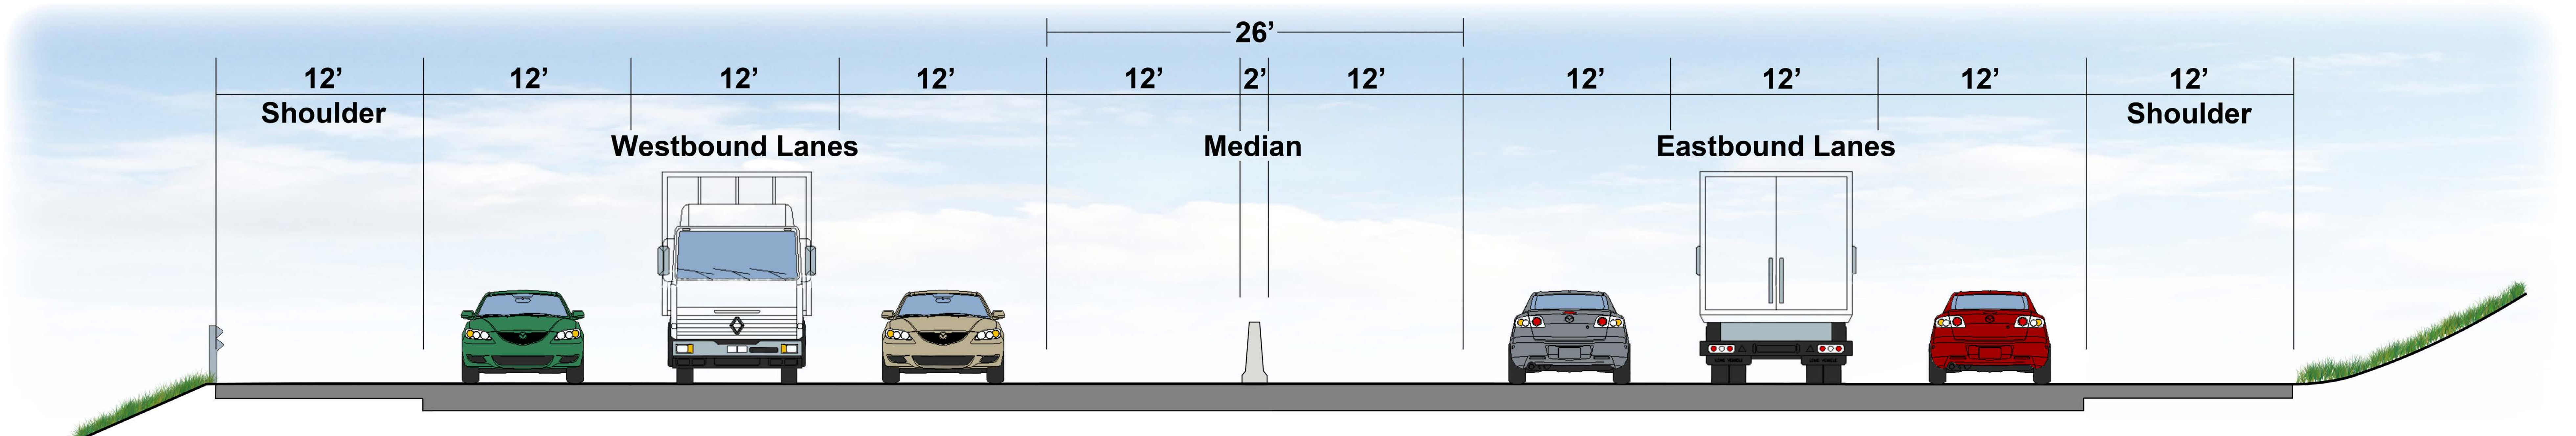 26’
12’ 12’ 12’ 12’ 12’ 2’ 12’ 12’ 12’ 12’ 12’
Shoulder Shoulder
Westbound Lanes Median Eastbound Lanes